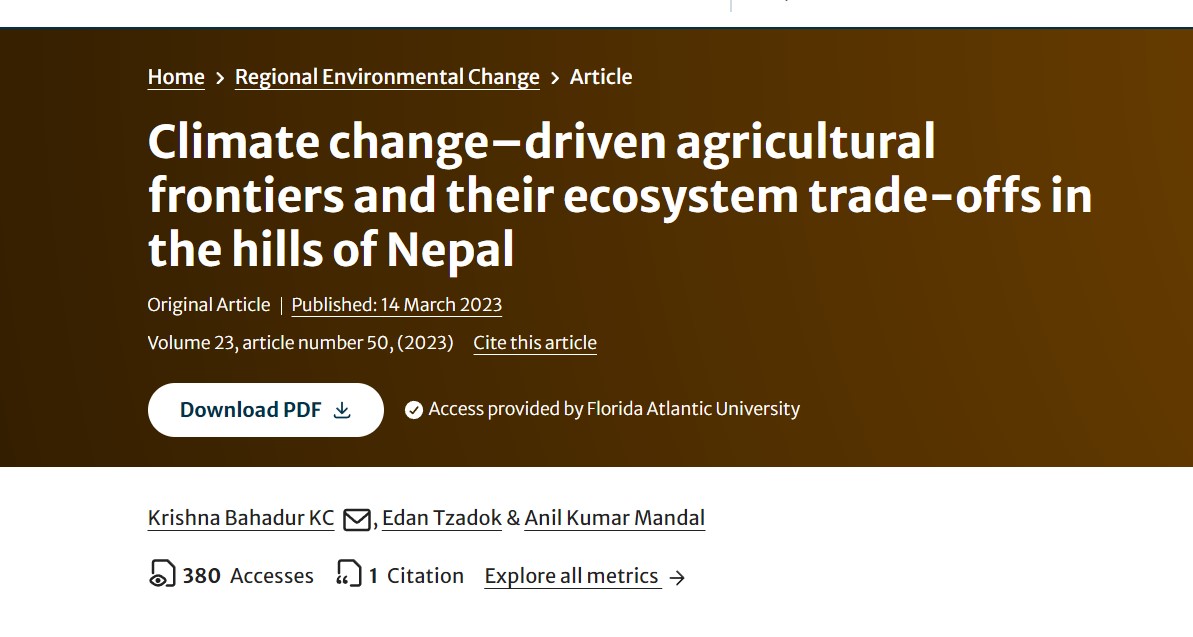 Home > Regional Environmental Change > Article
Climate change–driven agricultural
frontiers and their ecosystem trade-offs in
the hills of Nepal
Original Article | Published: 14 March 2023
Volume 23, article number 50, (2023) Cite this article
Download PDF Access provided by Florida Atlantic University
Krishna Bahadur KC , Edan Tzadok & Anil Kumar Mandal
380 Accesses 1 Citation Explore all metrics →